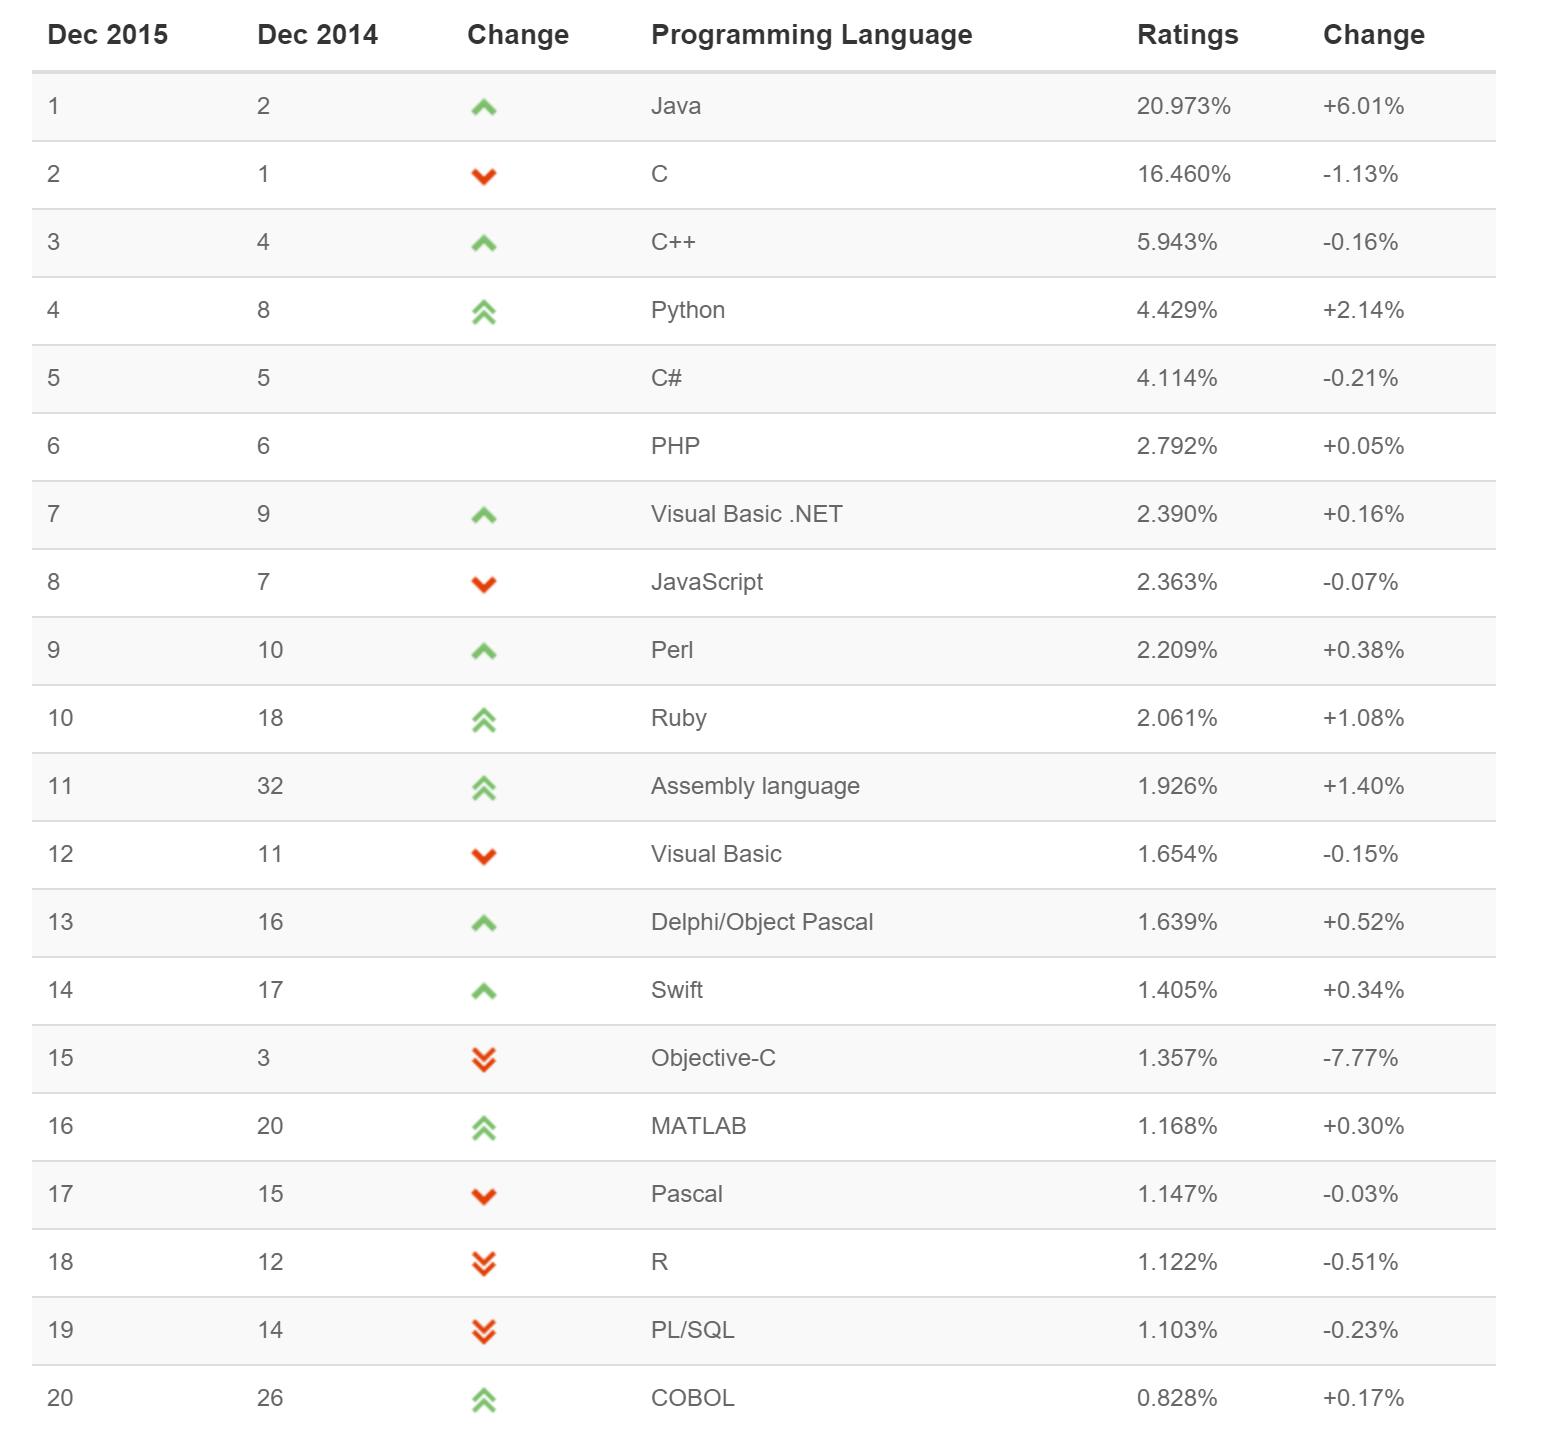 Dec 2015 Dec 2014 Change Programming Language Ratings Change
1 2 Java 20.973% +6.01%
2 1 C 16.460% -1.13%
3 4 C++ 5.943% -0.16%
4 8 Python 4.429% +2.14%
5 5 C# 4.114% -0.21%
6 6 PHP 2.792% +0.05%
7 9 Visual Basic .NET 2.390% +0.16%
8 7 JavaScript 2.363% -0.07%
9 10 Perl 2.209% +0.38%
10 18 Ruby 2.061% +1.08%
11 32 Assembly language 1.926% +1.40%
12 11 Visual Basic 1.654% -0.15%
13 16 Delphi/Object Pascal 1.639% +0.52%
14 17 Swift 1.405% +0.34%
15 3 Objective-C 1.357% -7.77%
16 20 MATLAB 1.168% +0.30%
17 15 Pascal 1.147% -0.03%
18 12 R 1.122% -0.51%
19 14 PL/SQL 1.103% -0.23%
20 26 COBOL 0.828% +0.17%